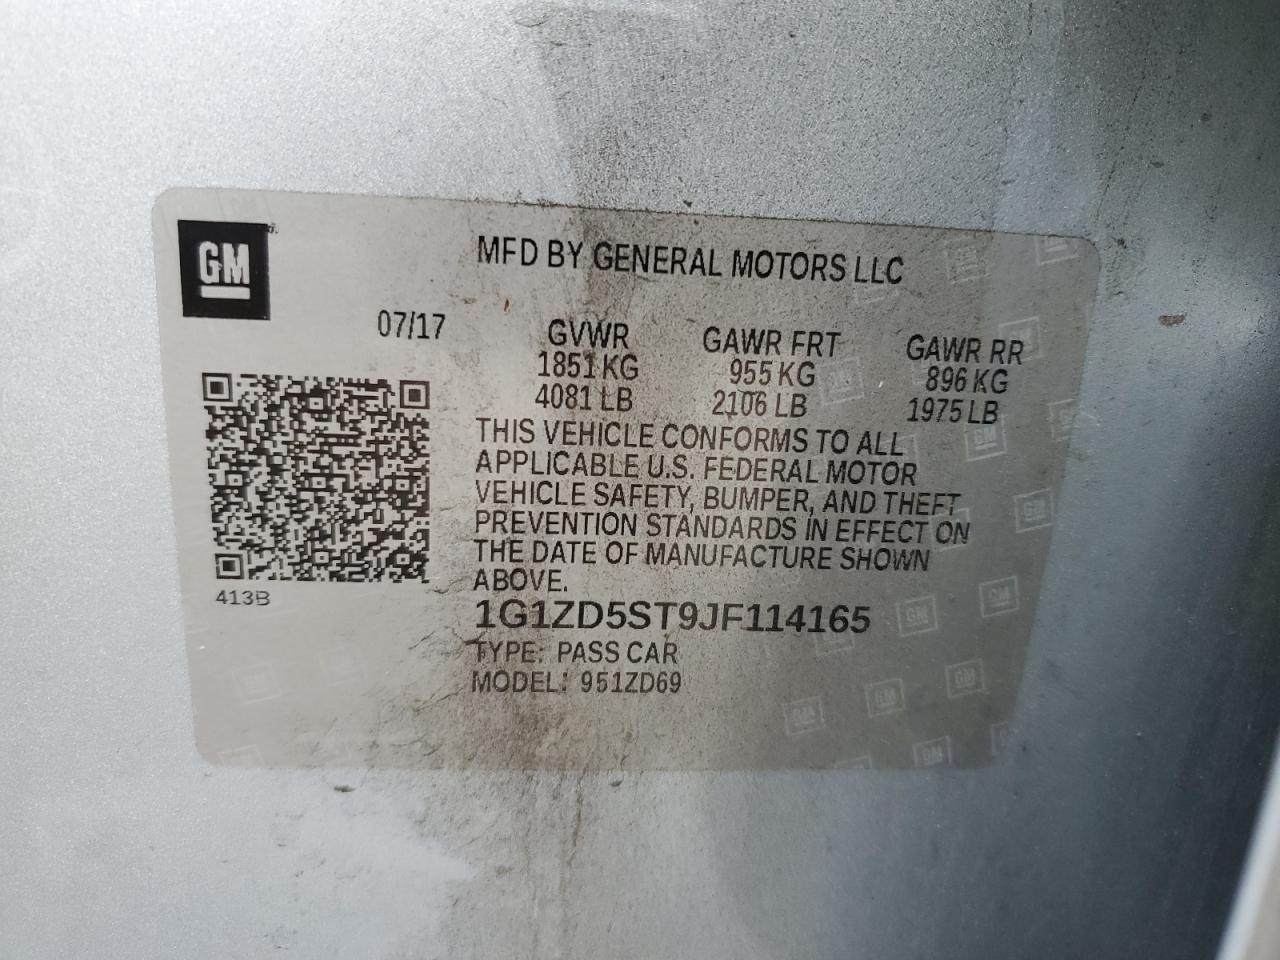 GM
MFD BY GENERAL MOTORS LLC
07/17
GVWR GAWR FRT GAWR RR
1851 KG 955 KG 896 KG
4081 LB 2106 LB 1975 LB
THIS VEHICLE CONFORMS TO ALL
APPLICABLE U.S. FEDERAL MOTOR
VEHICLE SAFETY, BUMPER, AND THEFT
PREVENTION STANDARDS IN EFFECT ON
THE DATE OF MANUFACTURE SHOWN
ABOVE.
413B
1G1ZD5ST9JF114165
TYPE: PASS CAR
MODEL: 951ZD69